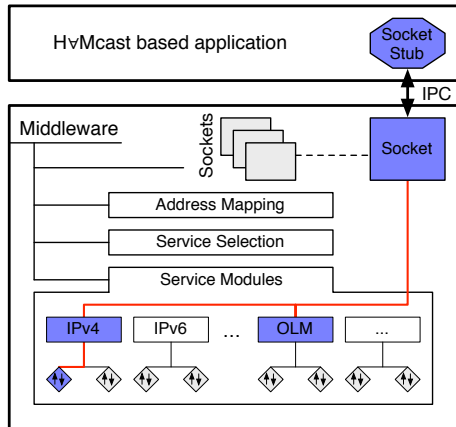 H∀Mcast based application
Socket
Stub
IPC
Middleware
Sockets
Socket
Address Mapping
Service Selection
Service Modules
IPv4
IPv6
...
OLM
...